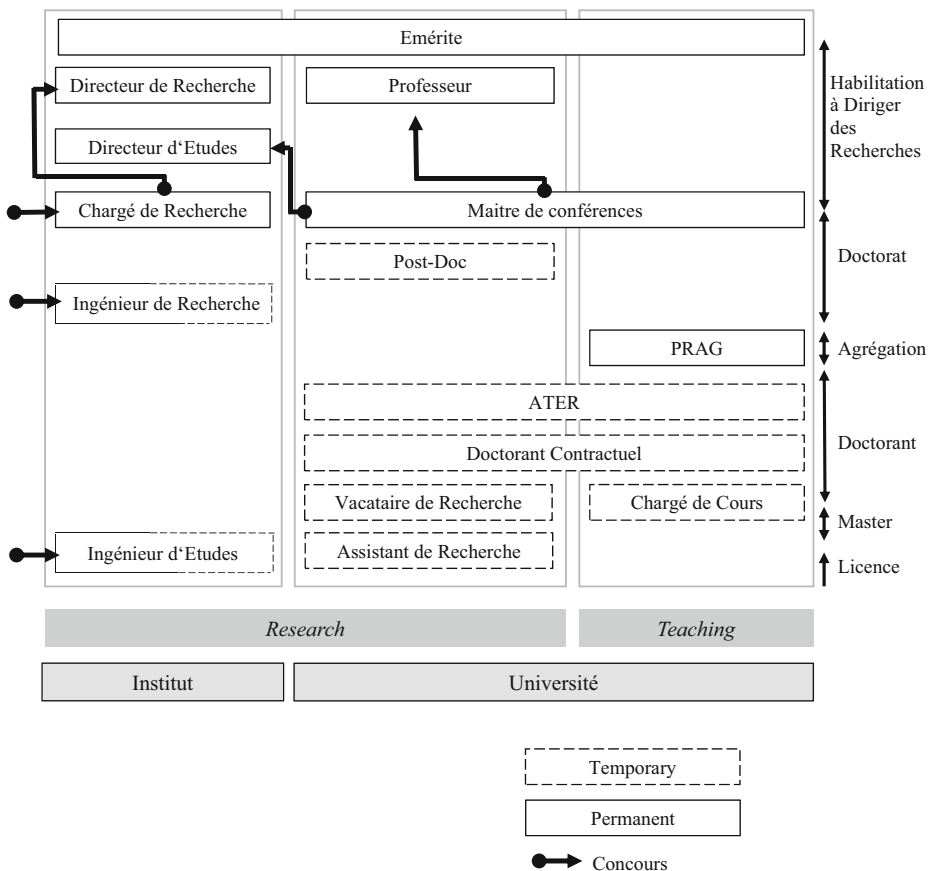 Emérite
Directeur de Recherche
Professeur
Habilitation
à Diriger
des
Recherches
Directeur d‘Etudes
Chargé de Recherche
Maitre de conférences
Post-Doc
Doctorat
Ingénieur de Recherche
PRAG
Agrégation
ATER
Doctorant Contractuel
Doctorant
Vacataire de Recherche
Chargé de Cours
Master
Ingénieur d‘Etudes
Assistant de Recherche
Licence
Research
Teaching
Institut
Université
Temporary
Permanent
Concours